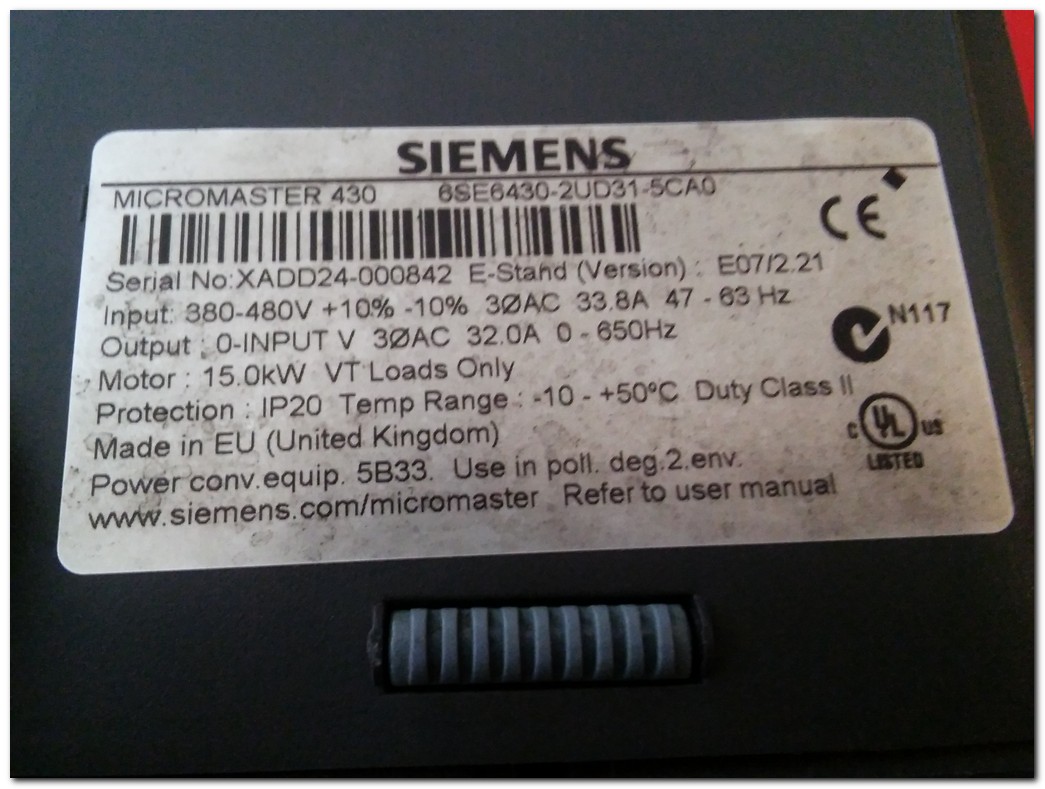 SIEMENS
MICROMASTER 430 6SE6430-2UD31-5CA0
CE
Serial No:XADD24-000842 E-Stand (Version) : E07/2.21
Input: 380-480V +10% -10% 3ØAC 33.8A 47 - 63 Hz
N117
Output : 0-INPUT V 3ØAC 32.0A 0 - 650Hz
Motor : 15.0kW VT Loads Only
Protection : IP20 Temp Range : -10 - +50ºC Duty Class II
C UL US
LISTED
Made in EU (United Kingdom)
Power conv.equip. 5B33. Use in poll. deg.2.env.
www.siemens.com/micromaster Refer to user manual